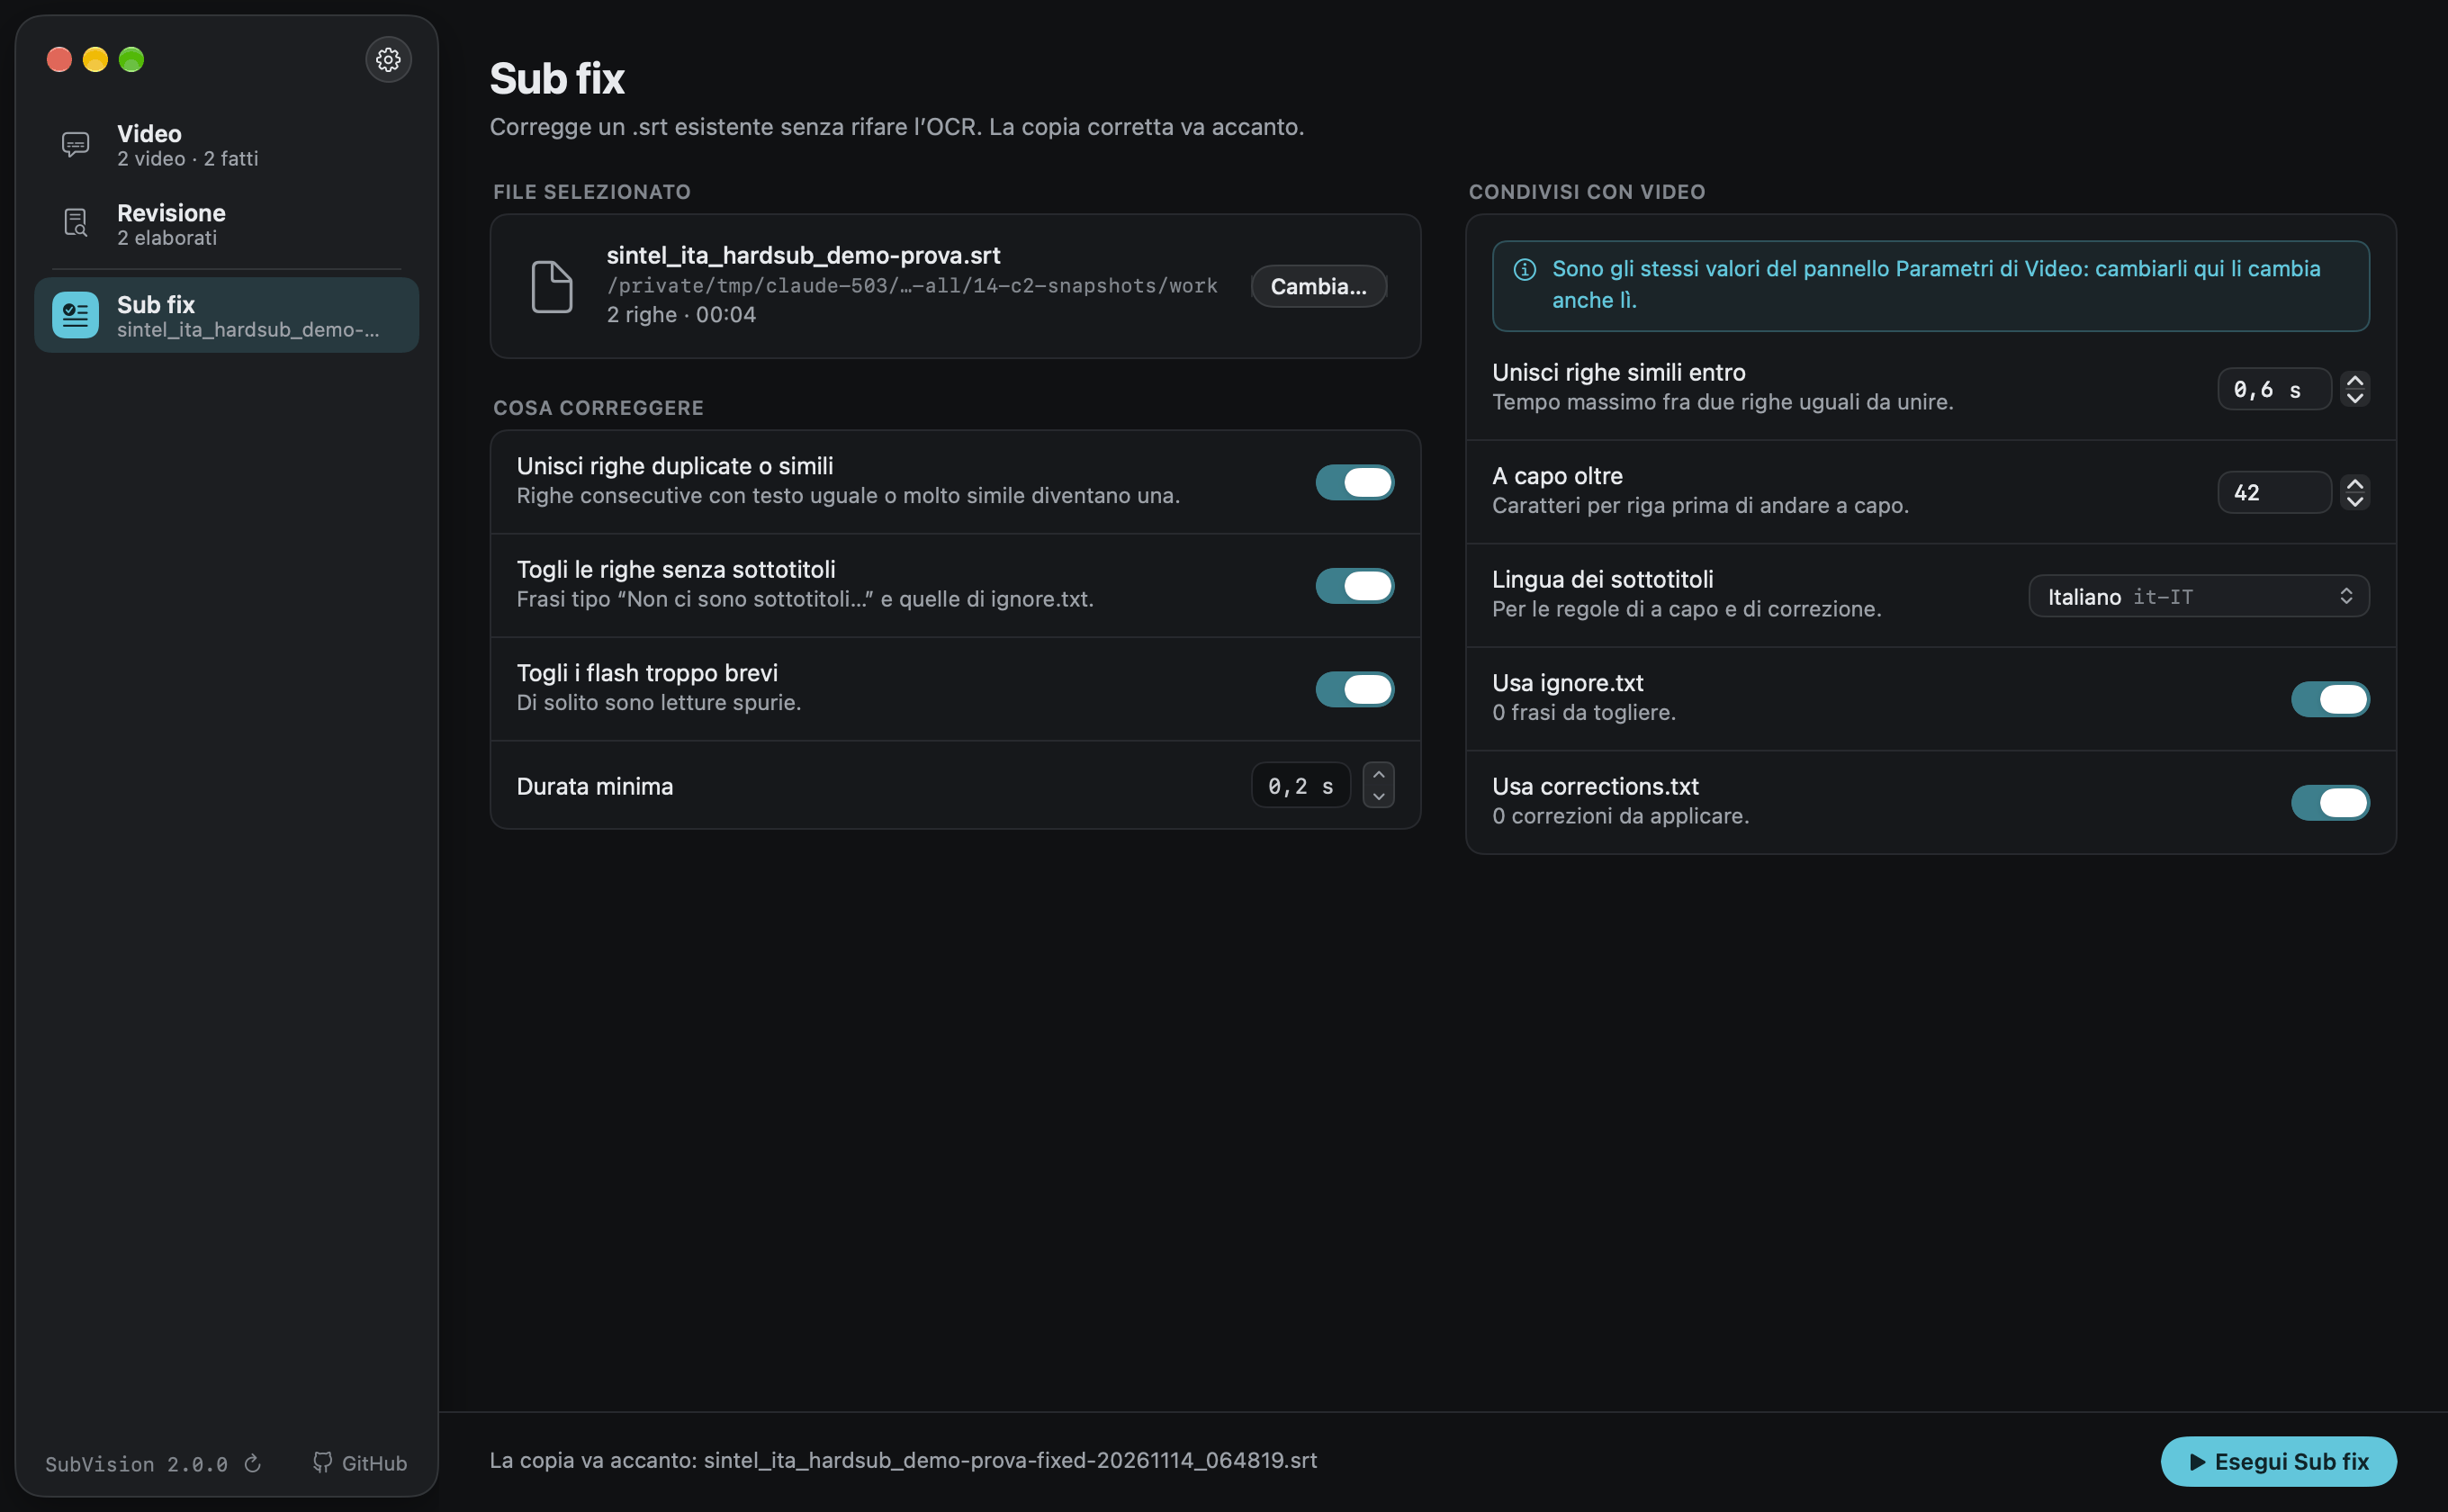 Video
2 video · 2 fatti
Revisione
2 elaborati
Sub fix
sintel_ita_hardsub_demo-…
SubVision 2.0.0
GitHub
Sub fix
Corregge un .srt esistente senza rifare l’OCR. La copia corretta va accanto.
FILE SELEZIONATO
sintel_ita_hardsub_demo-prova.srt
/private/tmp/claude-503/…-all/14-c2-snapshots/work
2 righe · 00:04
Cambia…
COSA CORREGGERE
Unisci righe duplicate o simili
Righe consecutive con testo uguale o molto simile diventano una.
Togli le righe senza sottotitoli
Frasi tipo “Non ci sono sottotitoli…” e quelle di ignore.txt.
Togli i flash troppo brevi
Di solito sono letture spurie.
Durata minima
0,2 s
CONDIVISI CON VIDEO
Sono gli stessi valori del pannello Parametri di Video: cambiarli qui li cambia
anche lì.
Unisci righe simili entro
Tempo massimo fra due righe uguali da unire.
0,6 s
A capo oltre
Caratteri per riga prima di andare a capo.
42
Lingua dei sottotitoli
Per le regole di a capo e di correzione.
Italiano it-IT
Usa ignore.txt
0 frasi da togliere.
Usa corrections.txt
0 correzioni da applicare.
La copia va accanto: sintel_ita_hardsub_demo-prova-fixed-20261114_064819.srt
Esegui Sub fix